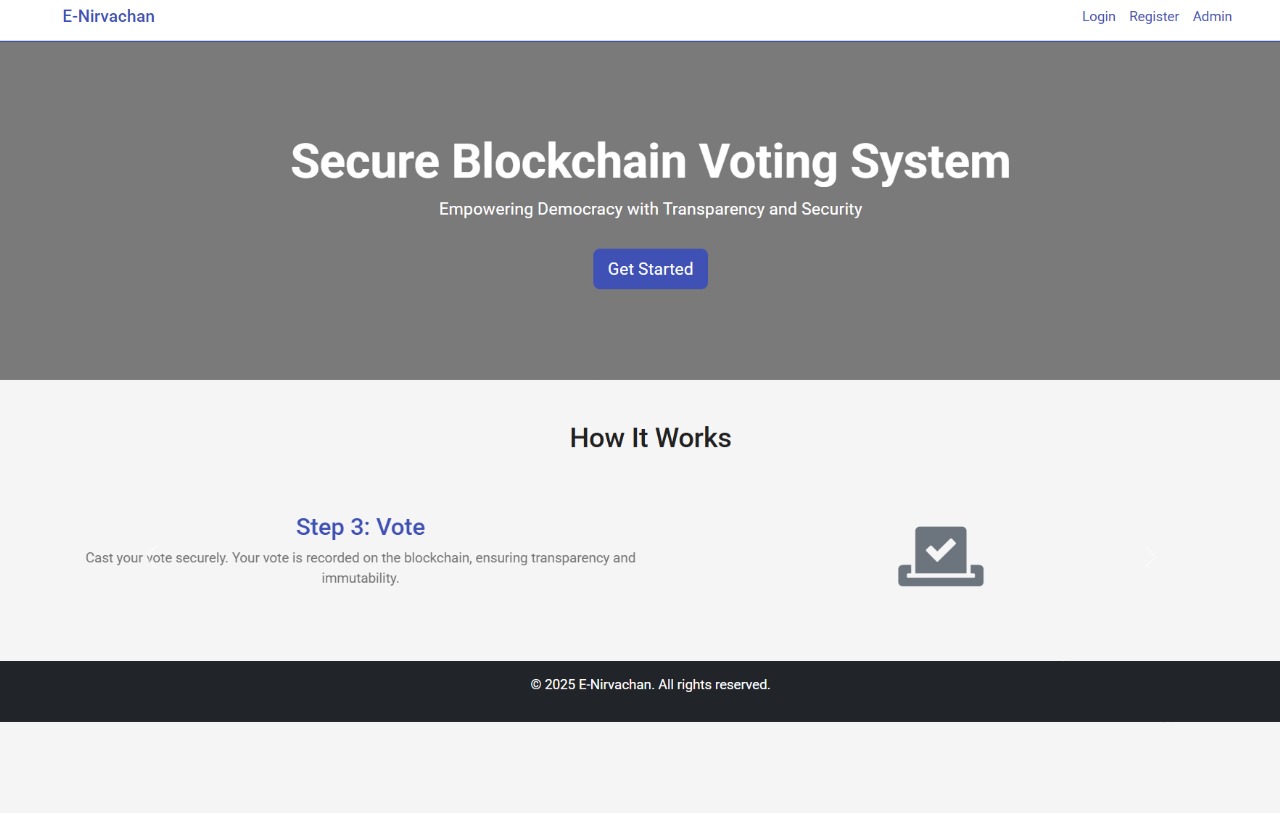 E-Nirvachan
Login Register Admin
Secure Blockchain Voting System
Empowering Democracy with Transparency and Security
Get Started
How It Works
Step 3: Vote
Cast your vote securely. Your vote is recorded on the blockchain, ensuring transparency and
immutability.
© 2025 E-Nirvachan. All rights reserved.